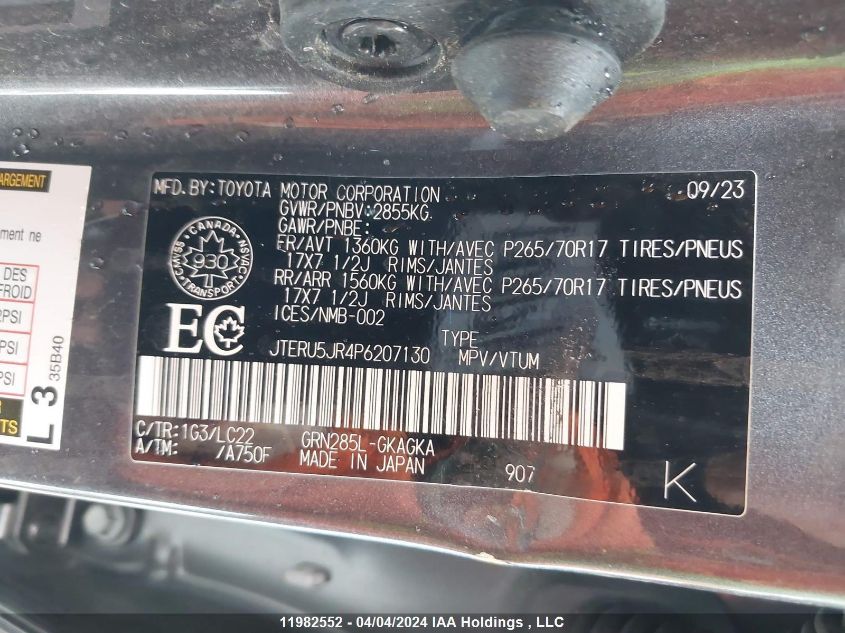 ARGEMENT
ment ne
DES
FROID
PSI
PSI
PSI
TS
L 3
35B40
MFD. BY: TOYOTA MOTOR CORPORATION 09/23
GVWR/PNBV: 2855KG
GAWR/PNBE:
FR/AVT 1360KG WITH/AVEC P265/70R17 TIRES/PNEUS
17X7 1/2J RIMS/JANTES
RR/ARR 1560KG WITH/AVEC P265/70R17 TIRES/PNEUS
17X7 1/2J RIMS/JANTES
ICES/NMB-002
CANADA
CMVSS 930 NSVAC
TRANSPORT
EC
TYPE
JTERU5JR4P6207130 MPV/VTUM
C/TR: 1G3/LC22 GRN285L-GKAGKA
A/TM: /A750F MADE IN JAPAN
907 K
11982552 - 04/04/2024 IAA Holdings , LLC